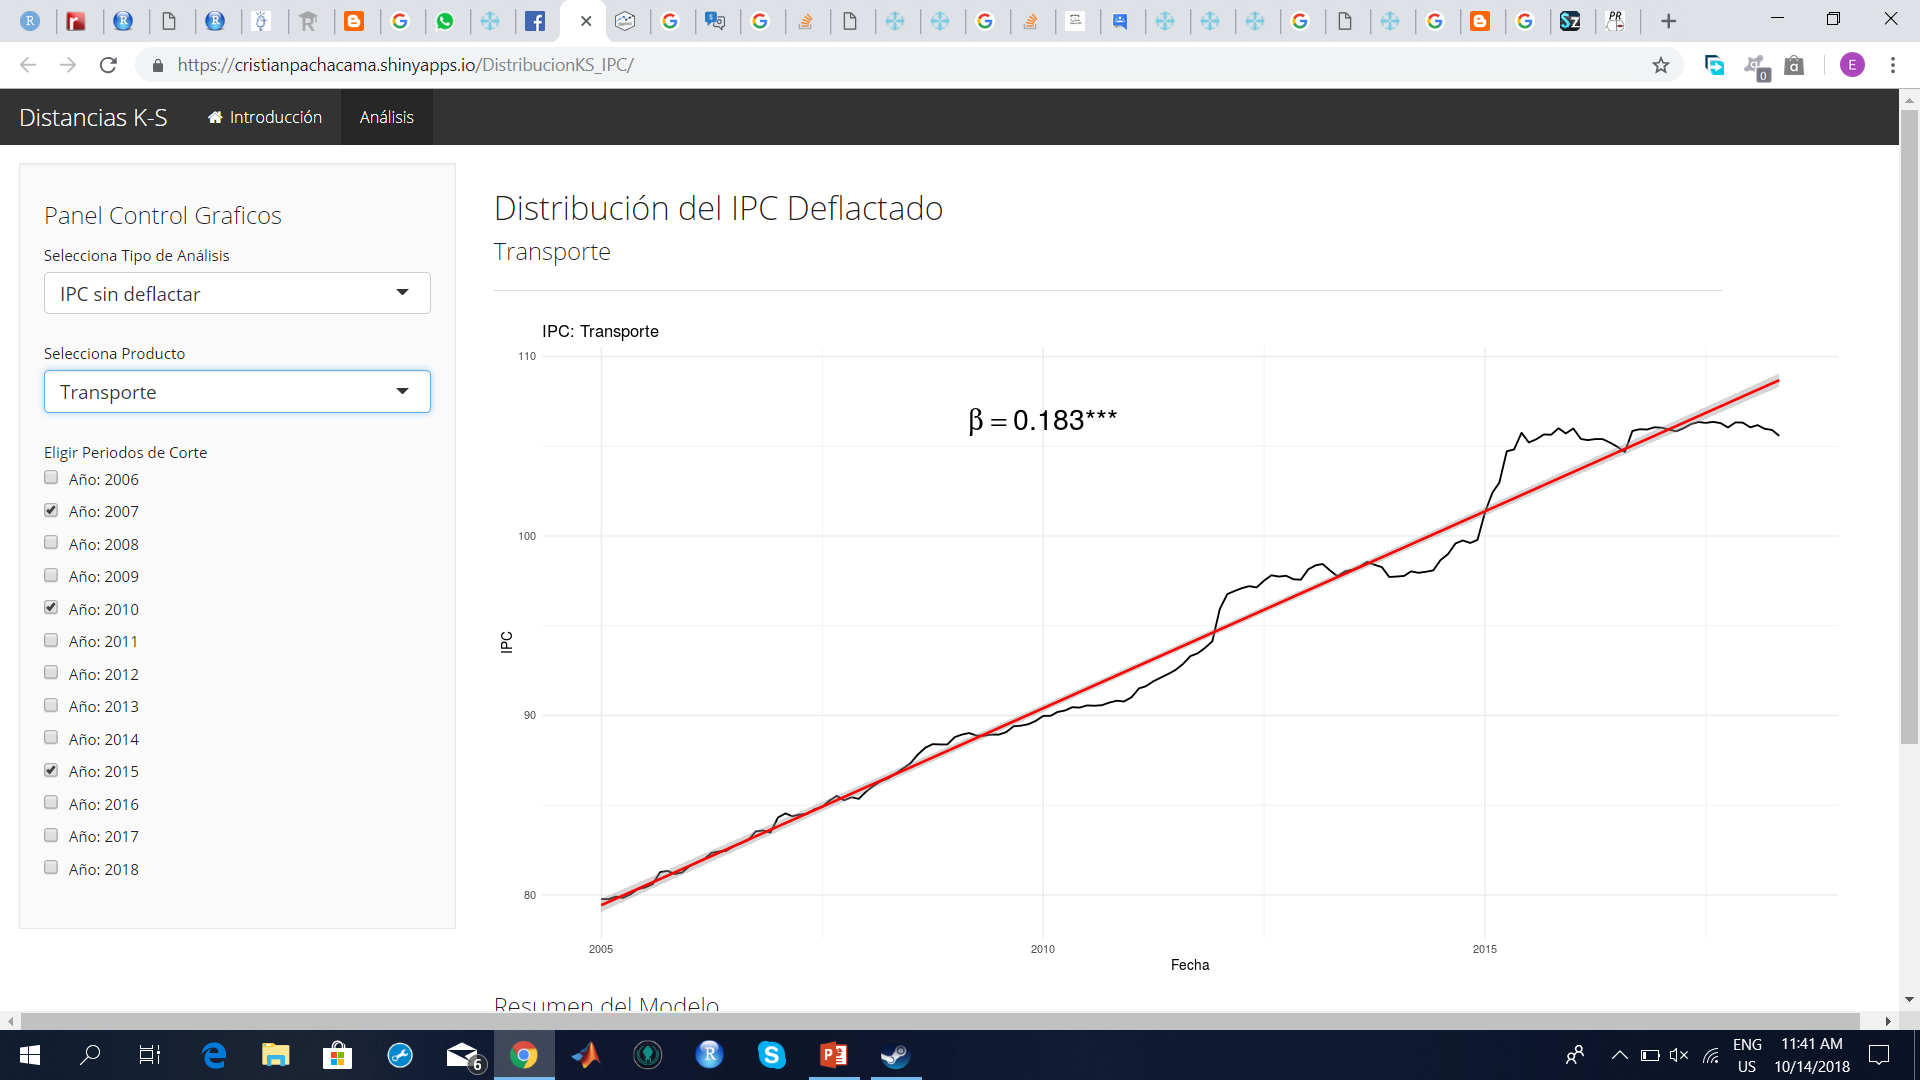 https://cristianpachacama.shinyapps.io/DistribucionKS_IPC/
0
E
Distancias K-S
Introducción
Análisis
Panel Control Graficos
Selecciona Tipo de Análisis
IPC sin deflactar
Selecciona Producto
Transporte
Eligir Periodos de Corte
Año: 2006
Año: 2007
Año: 2008
Año: 2009
Año: 2010
Año: 2011
Año: 2012
Año: 2013
Año: 2014
Año: 2015
Año: 2016
Año: 2017
Año: 2018
Distribución del IPC Deflactado
Transporte
IPC: Transporte
β = 0.183***
110
100
90
80
IPC
2005
2010
2015
Fecha
Resumen del Modelo
6
ENG
US
11:41 AM
10/14/2018